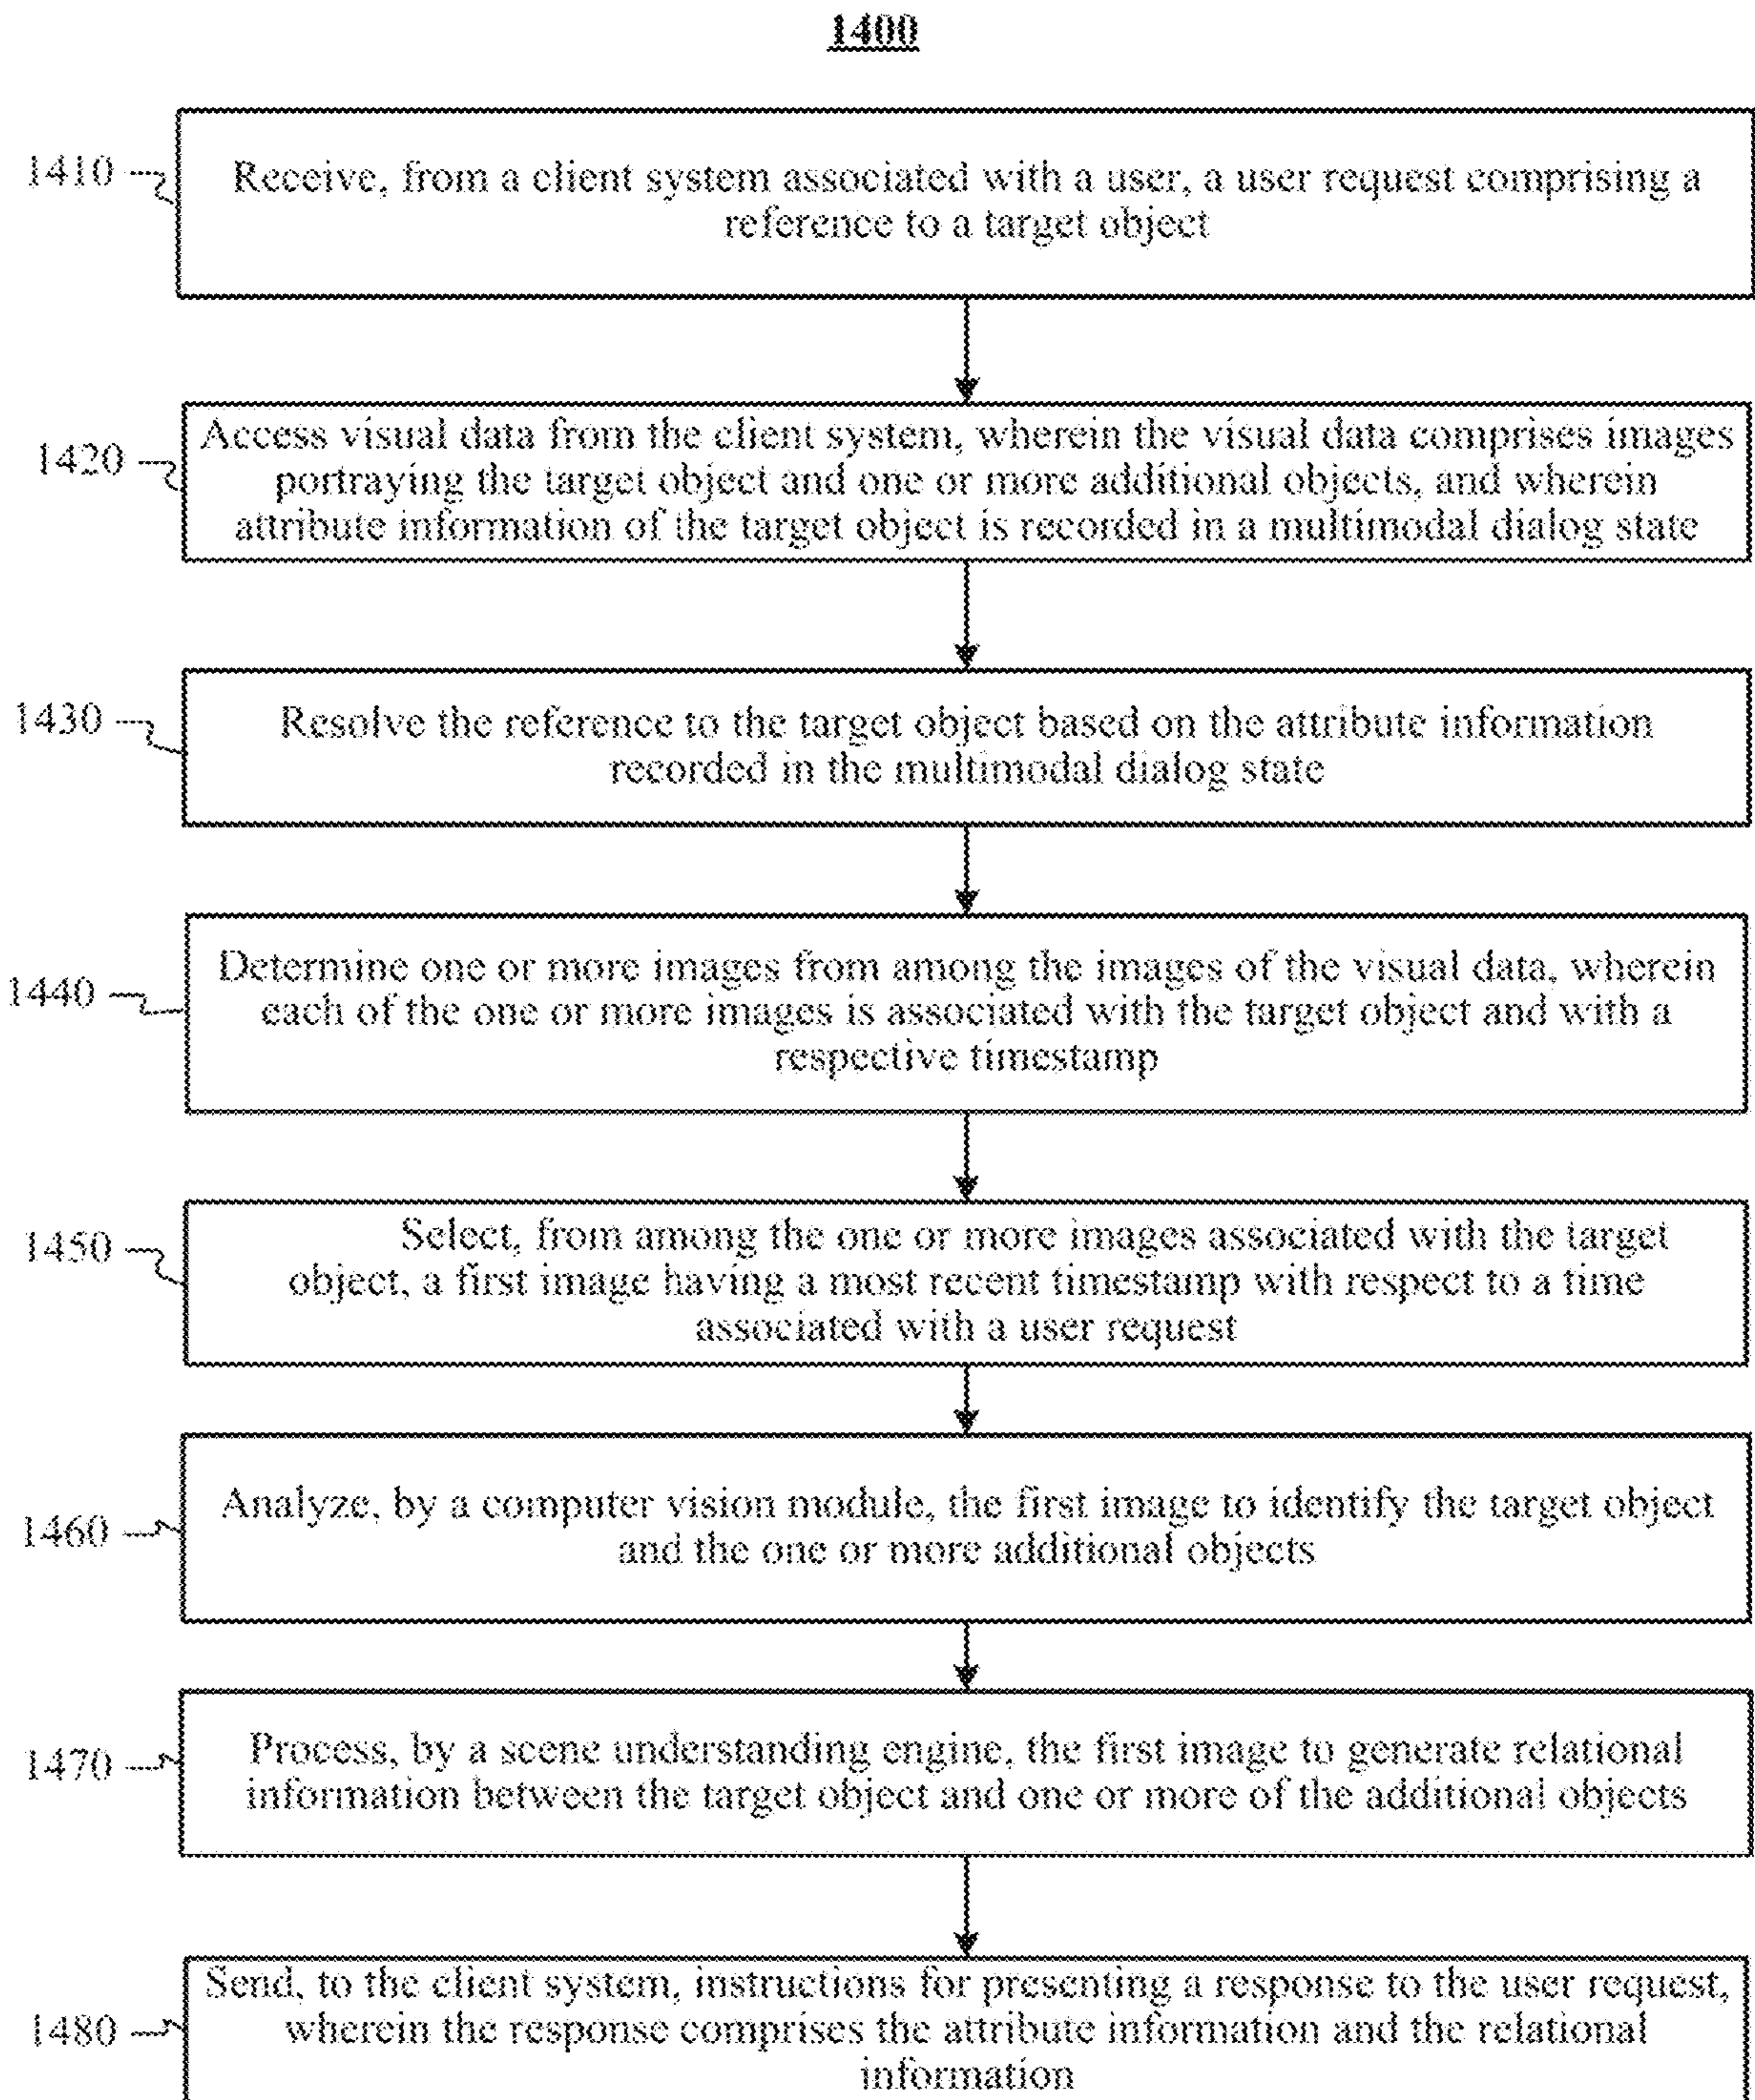 1400
1410
Receive, from a client system associated with a user, a user request comprising a
reference to a target object
1420
Access visual data from the client system, wherein the visual data comprises images
portraying the target object and one or more additional objects, and wherein
attribute information of the target object is recorded in a multimodal dialog state
1430
Resolve the reference to the target object based on the attribute information
recorded in the multimodal dialog state
1440
Determine one or more images from among the images of the visual data, wherein
each of the one or more images is associated with the target object and with a
respective timestamp
1450
Select, from among the one or more images associated with the target
object, a first image having a most recent timestamp with respect to a time
associated with a user request
1460
Analyze, by a computer vision module, the first image to identify the target object
and the one or more additional objects
1470
Process, by a scene understanding engine, the first image to generate relational
information between the target object and one or more of the additional objects
1480
Send, to the client system, instructions for presenting a response to the user request,
wherein the response comprises the attribute information and the relational
information